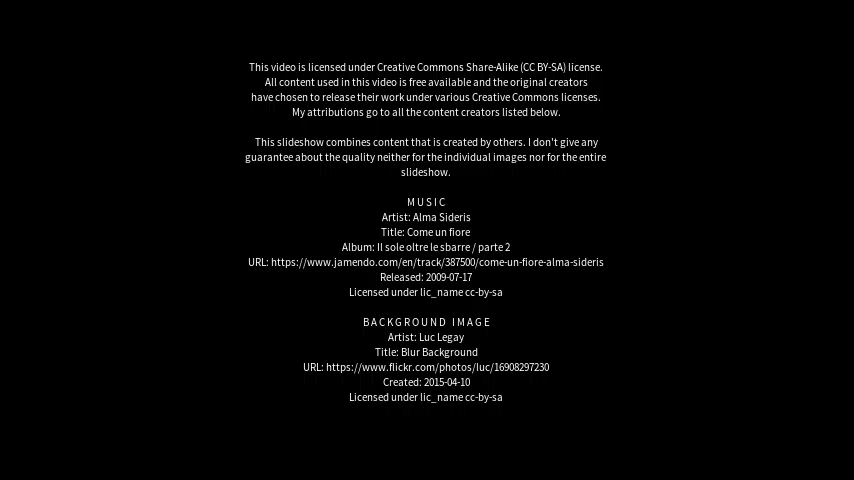 This video is licensed under Creative Commons Share-Alike (CC BY-SA) license.
All content used in this video is free available and the original creators
have chosen to release their work under various Creative Commons licenses.
My attributions go to all the content creators listed below.
This slideshow combines content that is created by others. I don't give any
guarantee about the quality neither for the individual images nor for the entire
slideshow.
MUSIC
Artist: Alma Sideris
Title: Come un fiore
Album: Il sole oltre le sbarre / parte 2
URL: https://www.jamendo.com/en/track/387500/come-un-fiore-alma-sideris
Released: 2009-07-17
Licensed under lic_name cc-by-sa
BACKGROUND IMAGE
Artist: Luc Legay
Title: Blur Background
URL: https://www.flickr.com/photos/luc/16908297230
Created: 2015-04-10
Licensed under lic_name cc-by-sa